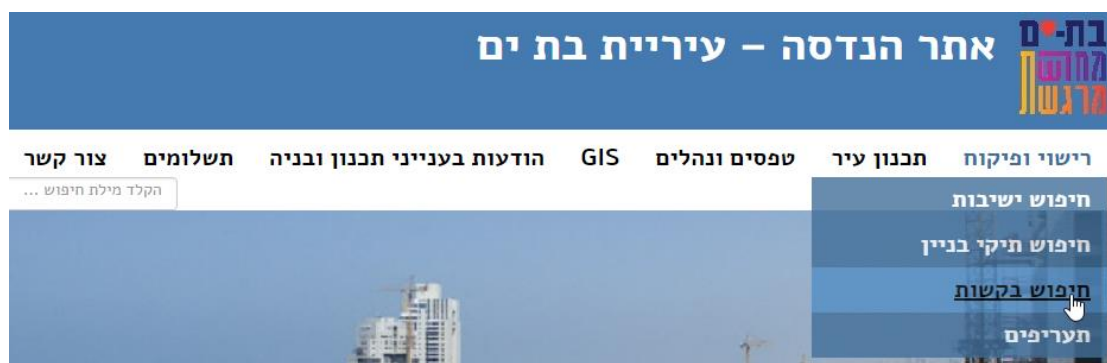 בת-ים
מחוששת
מרגשת
אתר הנדסה – עיריית בת ים
רישוי ופיקוח תכנון עיר טפסים ונהלים GIS הודעות בענייני תכנון ובניה תשלומים צור קשר
הקלד מילת חיפוש ...
חיפוש ישיבות
חיפוש תיקי בניין
חיפוש בקשות
תעריפים